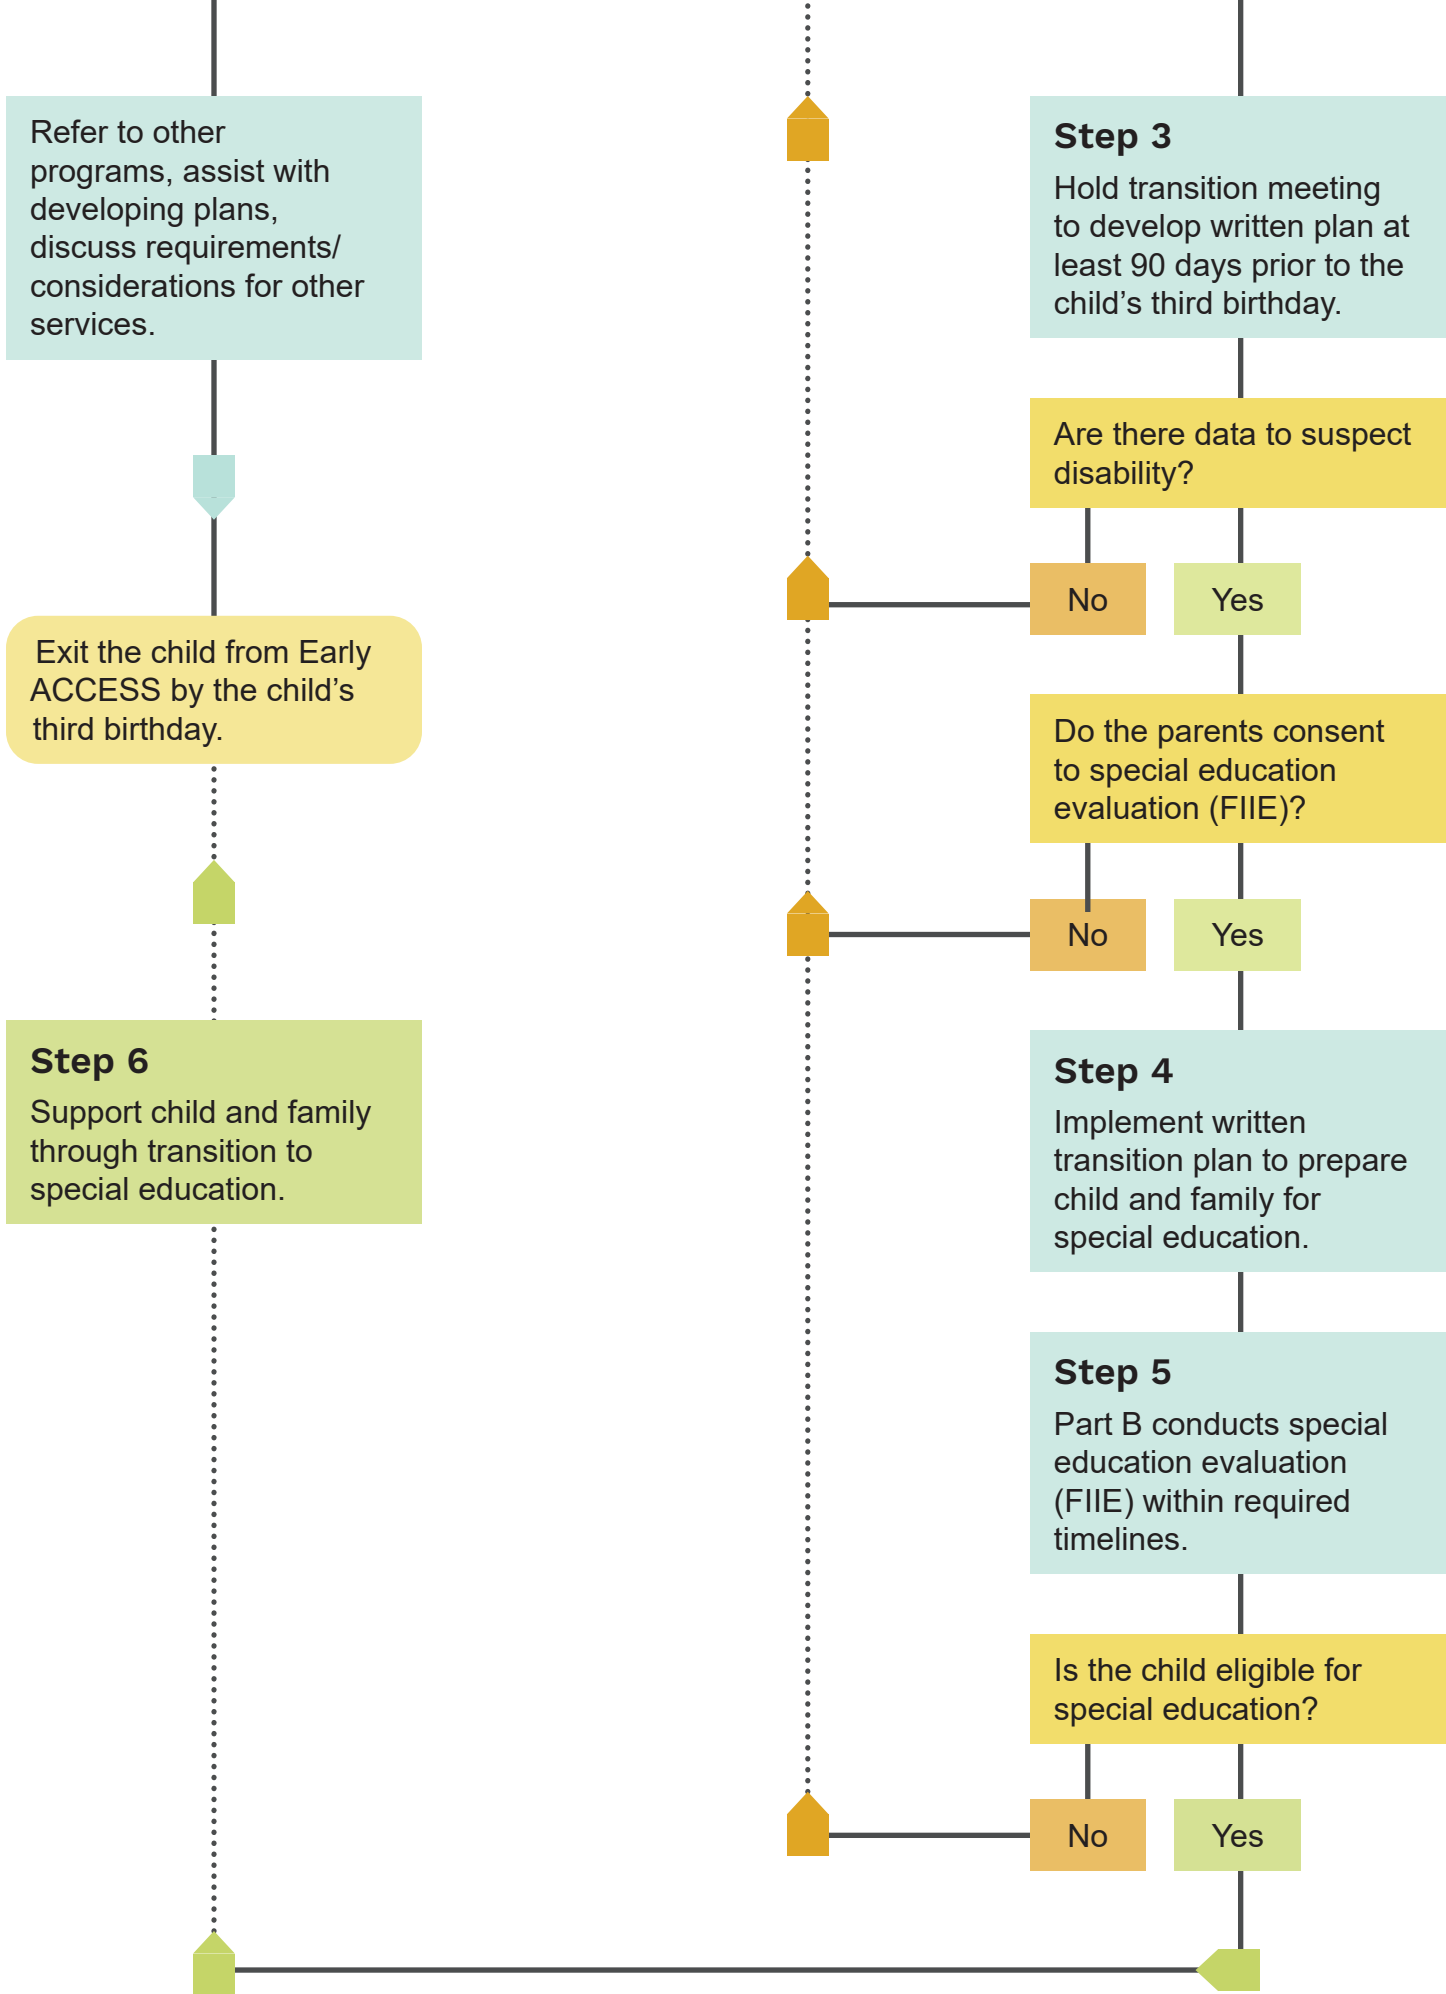 Refer to other
programs, assist with
developing plans,
discuss requirements/
considerations for other
services.
Exit the child from Early
ACCESS by the child’s
third birthday.
Step 6
Support child and family
through transition to
special education.
Step 3
Hold transition meeting
to develop written plan at
least 90 days prior to the
child’s third birthday.
Are there data to suspect
disability?
No
Yes
Do the parents consent
to special education
evaluation (FIIE)?
No
Yes
Step 4
Implement written
transition plan to prepare
child and family for
special education.
Step 5
Part B conducts special
education evaluation
(FIIE) within required
timelines.
Is the child eligible for
special education?
No
Yes